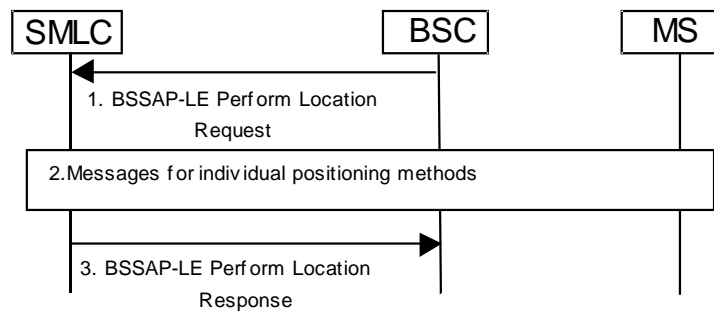 SMLC
BSC
MS
1. BSSAP-LE Perform Location
Request
2.Messages for individual positioning methods
3. BSSAP-LE Perform Location
Response